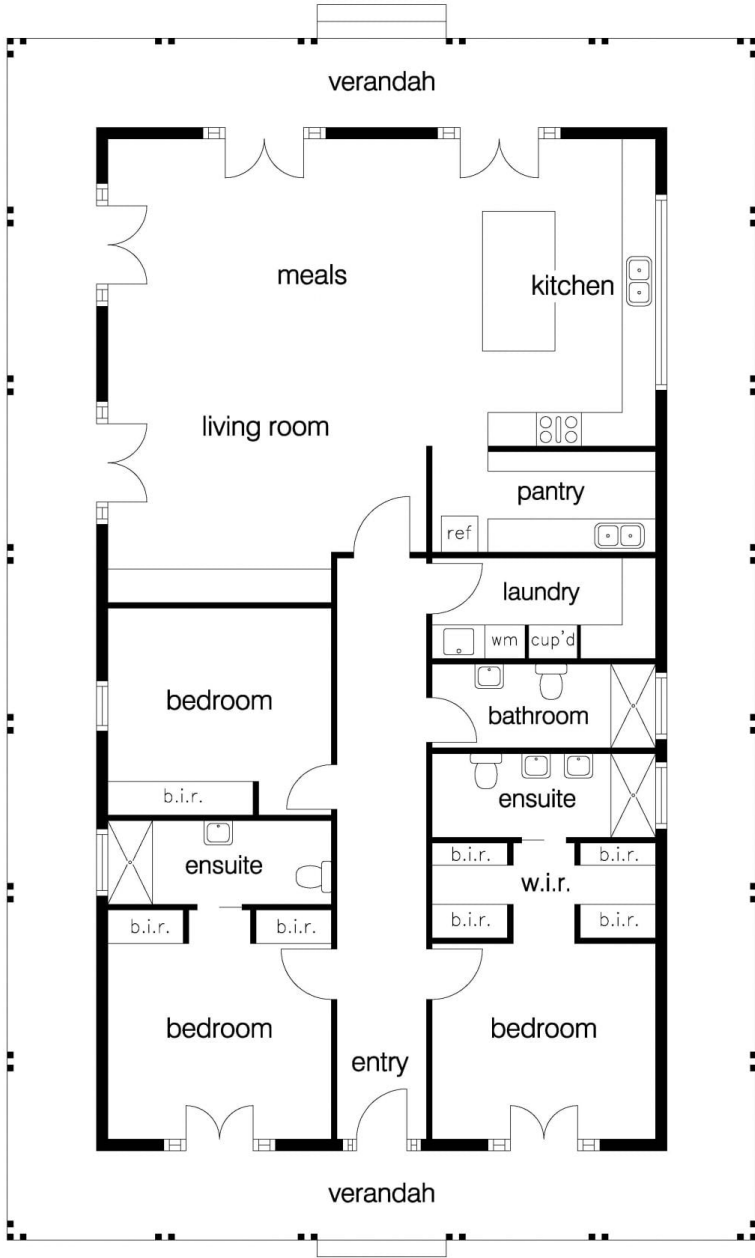 verandah
meals
kitchen
living room
pantry
ref
laundry
wm
cup'd
bedroom
bathroom
b.i.r.
ensuite
ensuite
b.i.r.
b.i.r.
w.i.r.
b.i.r.
b.i.r.
b.i.r.
b.i.r.
bedroom
bedroom
entry
verandah